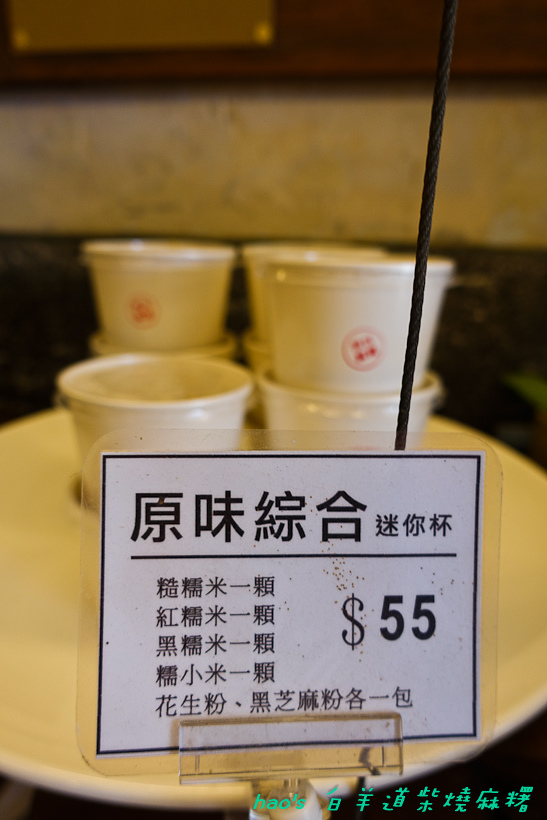 原味綜合 迷你杯
糙糯米一顆
紅糯米一顆
黑糯米一顆
糯小米一顆
花生粉、黑芝麻粉各一包
$55
hao's 白羊道柴燒麻糬